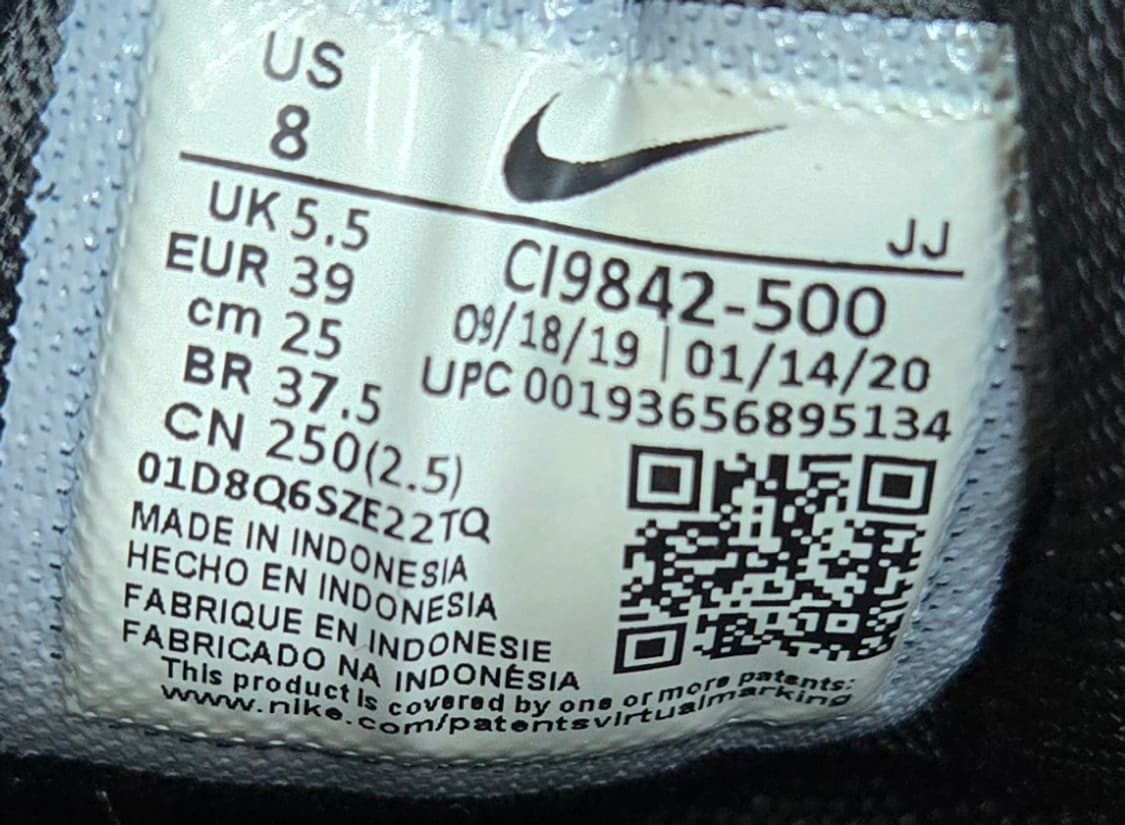 US
8
JJ
UK 5.5
EUR 39
cm 25
BR 37.5
CN 250(2.5)
01D8Q6SZE22TQ
CI9842-500
09/18/19 | 01/14/20
UPC 00193656895134
MADE IN INDONESIA
HECHO EN INDONESIA
FABRIQUE EN INDONESIE
FABRICADO NA INDONÉSIA
This product is covered by one or more patents:
www.nike.com/patentsvirtualmarking